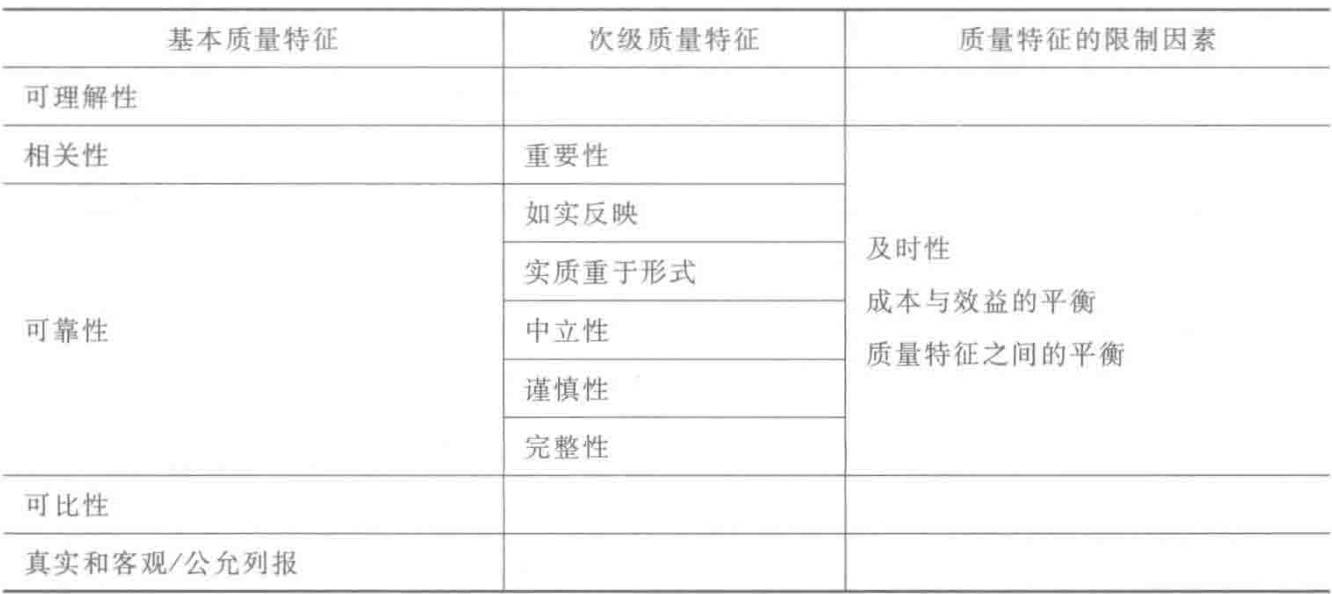 基本质量特征 次级质量特征 质量特征的限制因素
可理解性
相关性 重要性
如实反映
及时性
实质重于形式
成本与效益的平衡
可靠性 中立性
质量特征之间的平衡
谨慎性
完整性
可比性
真实和客观/公允列报